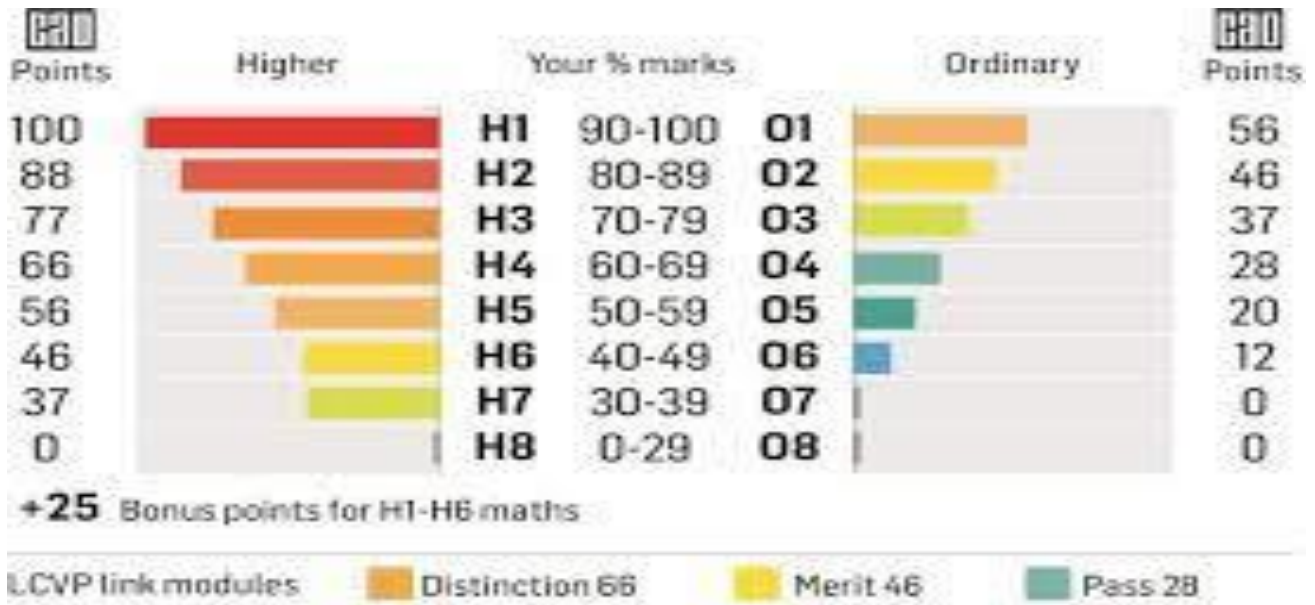 CAO CAO
Points Higher Your % marks Ordinary Points
100 H1 90-100 O1 56
88 H2 80-89 O2 46
77 H3 70-79 O3 37
66 H4 60-69 O4 28
56 H5 50-59 O5 20
46 H6 40-49 O6 12
37 H7 30-39 O7 0
0 H8 0-29 O8 0
+25 Bonus points for H1-H6 maths
LCVP link modules Distinction 66 Merit 46 Pass 28